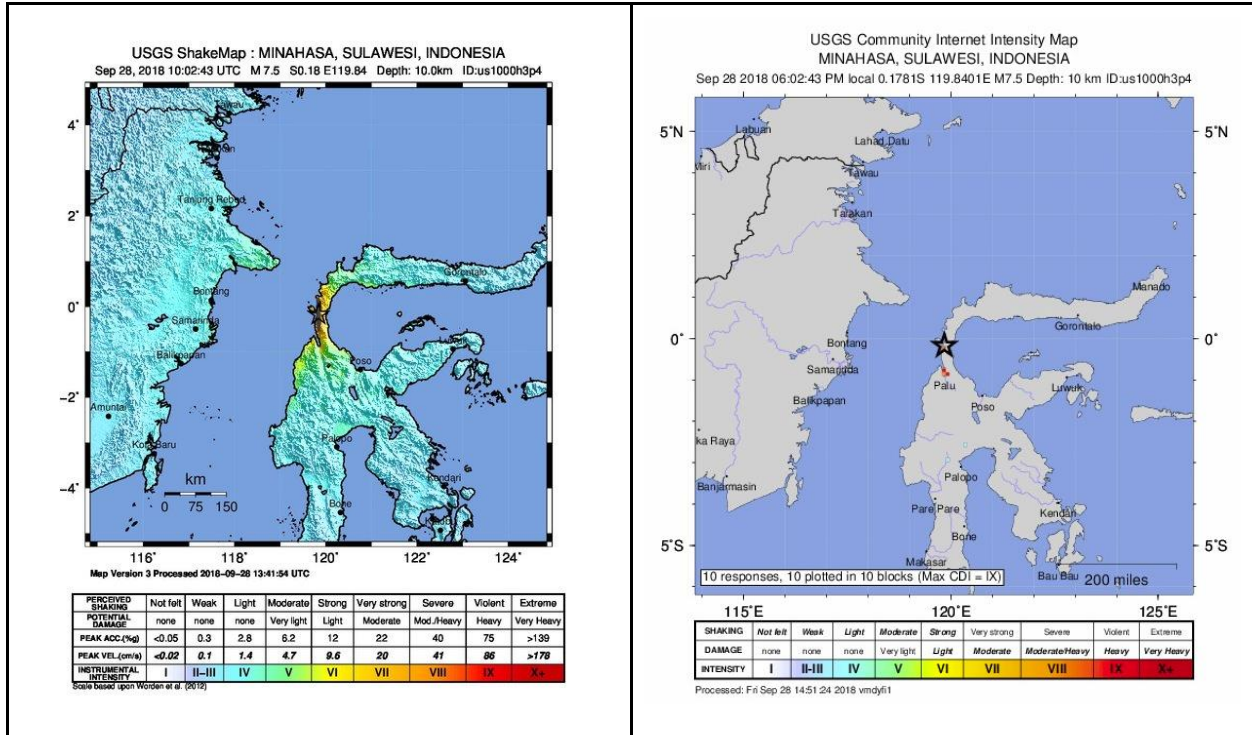 USGS ShakeMap : MINAHASA, SULAWESI, INDONESIA
Sep 28, 2018 10:02:43 UTC M 7.5 S0.18 E119.84 Depth: 10.0km ID:us1000h3p4
Tawau
4°
Tanjung Redeb
2°
Gorontalo
Bontang
0°
Samarinda
Luwuk
Balikpapan
Poso
−2°
Amuntai
Palopo
Kota Baru
km
Kendari
−4°
0 75 150
Bone
116° 118° 120° 122° 124°
Map Version 3 Processed 2018−09−28 13:41:54 UTC
PERCEIVED SHAKING Not felt Weak Light Moderate Strong Very strong Severe Violent Extreme
POTENTIAL DAMAGE none none none Very light Light Moderate Mod./Heavy Heavy Very Heavy
PEAK ACC.(%g) <0.05 0.3 2.8 6.2 12 22 40 75 >139
PEAK VEL.(cm/s) <0.02 0.1 1.4 4.7 9.6 20 41 86 >178
INSTRUMENTAL INTENSITY I II−III IV V VI VII VIII IX X+
Scale based upon Worden et al. (2012)
USGS Community Internet Intensity Map
MINAHASA, SULAWESI, INDONESIA
Sep 28 2018 06:02:43 PM local 0.1781S 119.8401E M7.5 Depth: 10 km ID:us1000h3p4
5°N 5°N
Labuan
Lahad Datu
Miri
Tawau
Tarakan
Manado
Gorontalo
0° 0°
Bontang
Samarinda
Palu
Luwuk
Balikpapan
Poso
ka Raya
Palopo
Banjarmasin
Pare Pare
Kendari
Bone
5°S 5°S
Makasar
Bau Bau
10 responses, 10 plotted in 10 blocks (Max CDI = IX)
200 miles
115°E 120°E 125°E
SHAKING Not felt Weak Light Moderate Strong Very strong Severe Violent Extreme
DAMAGE none none none Very light Light Moderate Moderate/Heavy Heavy Very Heavy
INTENSITY I II-III IV V VI VII VIII IX X+
Processed: Fri Sep 28 14:51:24 2018 vmdyfi1